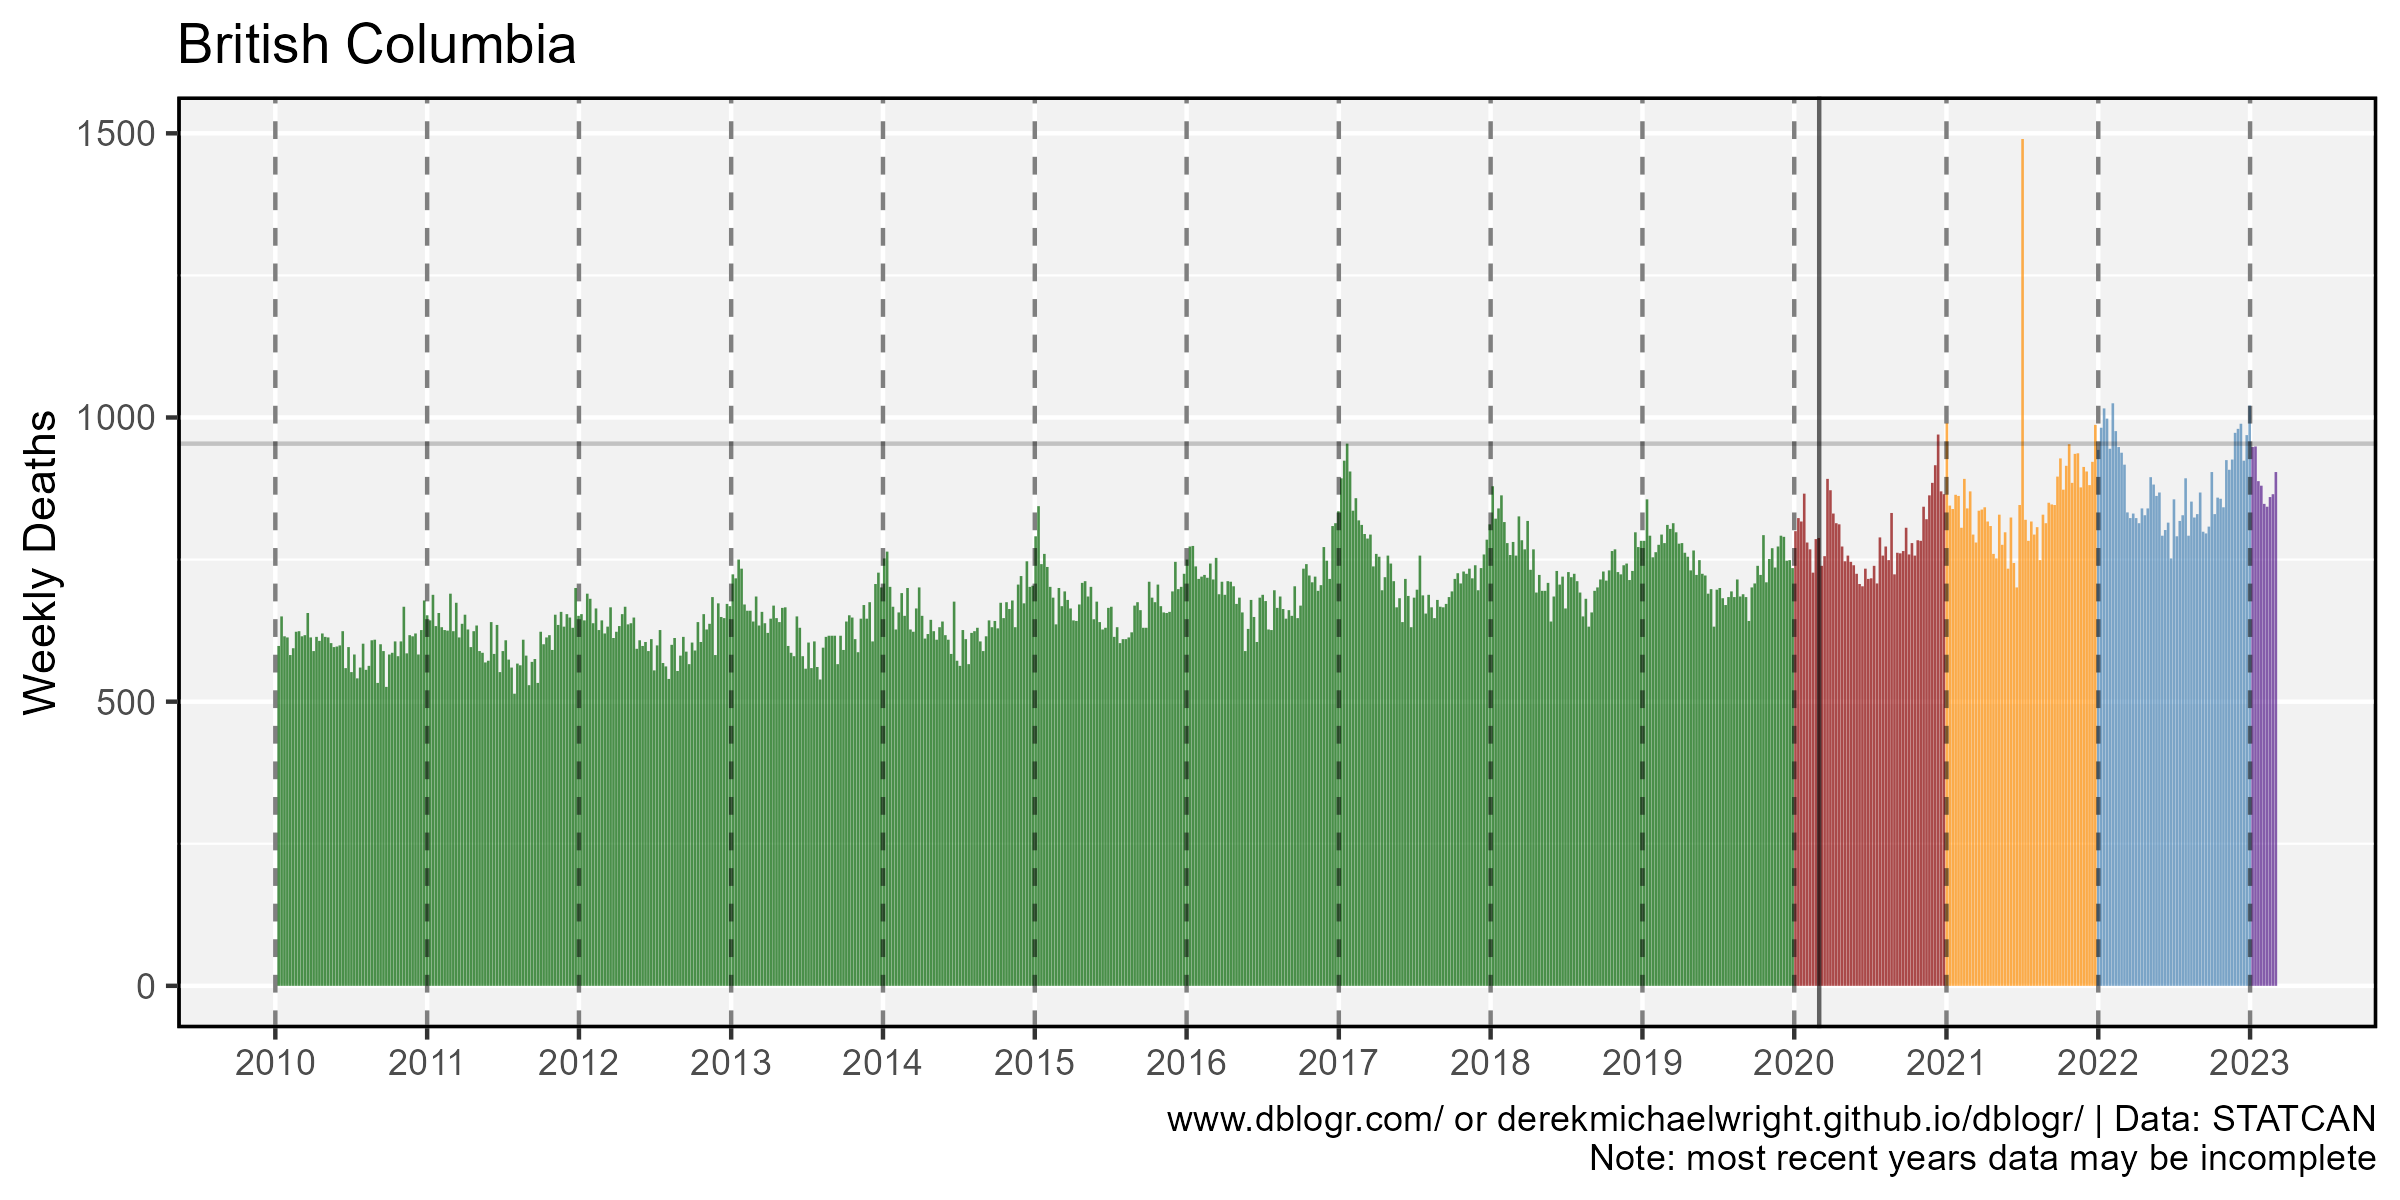 British Columbia
1500
1000
500
0
Weekly Deaths
2010 2011 2012 2013 2014 2015 2016 2017 2018 2019 2020 2021 2022 2023
www.dblogr.com/ or derekmichaelwright.github.io/dblogr/ | Data: STATCAN
Note: most recent years data may be incomplete